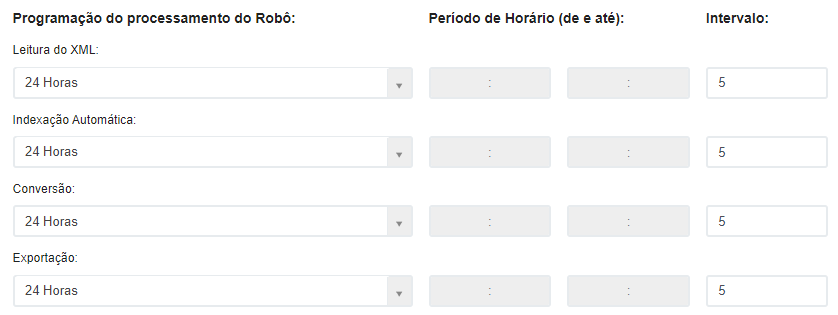 Programação do processamento do Robô: Período de Horário (de e até): Intervalo:
Leitura do XML:
24 Horas : : 5
Indexação Automática:
24 Horas : : 5
Conversão:
24 Horas : : 5
Exportação:
24 Horas : : 5